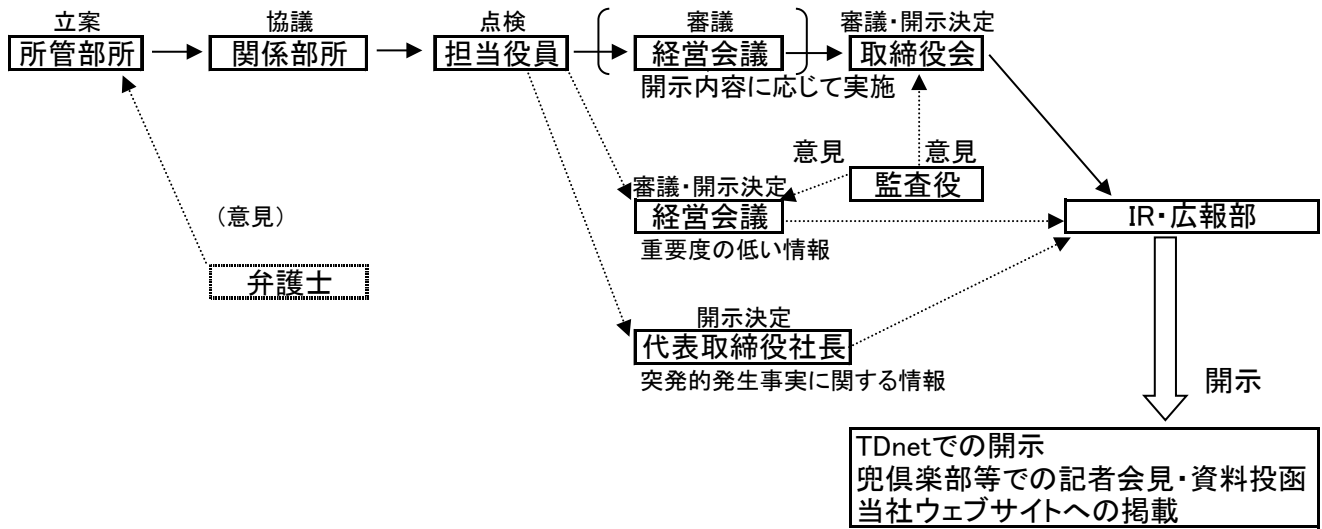 立案
所管部所
協議
関係部所
点検
担当役員
審議
経営会議
開示内容に応じて実施
審議・開示決定
取締役会
意見
意見
監査役
審議・開示決定
経営会議
重要度の低い情報
IR・広報部
（意見）
弁護士
開示決定
代表取締役社長
突発的発生事実に関する情報
開示
TDnetでの開示
兜倶楽部等での記者会見・資料投函
当社ウェブサイトへの掲載